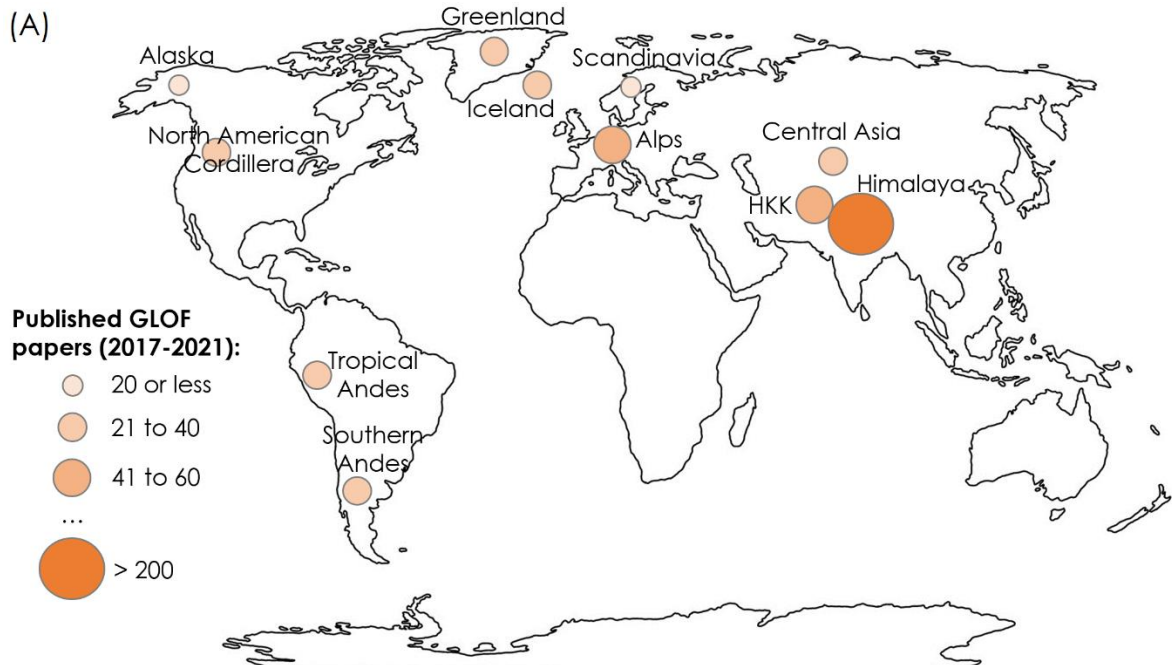 (A)
Greenland
Alaska
Scandinavia
Iceland
North American
Cordillera
Alps
Central Asia
Himalaya
HKK
Published GLOF
papers (2017-2021):
20 or less
21 to 40
41 to 60
...
> 200
Tropical
Andes
Southern
Andes